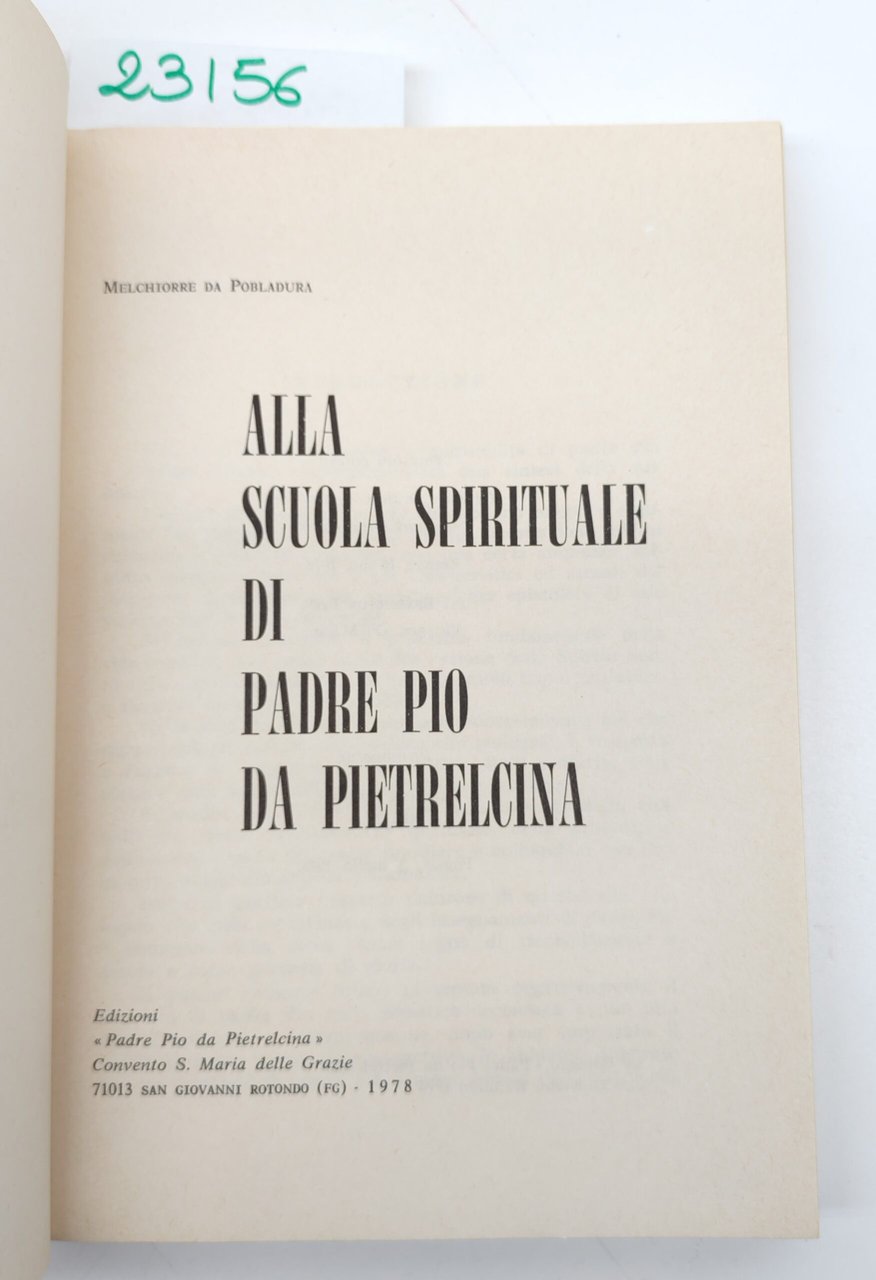 23156
MELCHIORRE DA POBLADURA
ALLA
SCUOLA SPIRITUALE
DI
PADRE PIO
DA PIETRELCINA
Edizioni
« Padre Pio da Pietrelcina »
Convento S. Maria delle Grazie
71013 SAN GIOVANNI ROTONDO (FG) - 1978